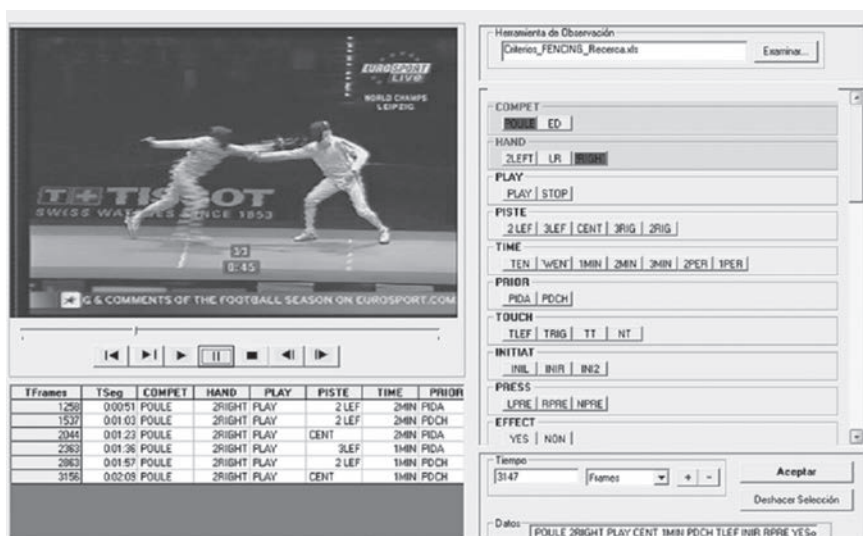 EUROSPORT
LIVE
WORLD CHAMPS
LEIPZIG
T+ TISSOT
SWISS WATCHES SINCE 1853
0:45
G & COMMENTS OF THE FOOTBALL SEASON ON EUROSPORT.COM
TFrames TSeg COMPET HAND PLAY PISTE TIME PRIOR
1258 0:00:51 POULE 2RIGHT PLAY 2 LEF 2MIN PIDA
1537 0:01:03 POULE 2RIGHT PLAY 2 LEF 2MIN PDCH
2044 0:01:23 POULE 2RIGHT PLAY CENT 2MIN PIDA
2363 0:01:36 POULE 2RIGHT PLAY 3LEF 1MIN PIDA
2863 0:01:57 POULE 2RIGHT PLAY 2 LEF 1MIN PDCH
3156 0:02:09 POULE 2RIGHT PLAY CENT 1MIN PDCH
Herramienta de Observación
Criterios_FENCING_Recerca.xls Examinar...
COMPET
POULE ED
HAND
2LEFT LR RIGHT
PLAY
PLAY STOP
PISTE
2 LEF 3LEF CENT 3RIG 2RIG
TIME
TEN 'WEN' 1MIN 2MIN 3MIN 2PER 1PER
PRIOR
PIDA PDCH
TOUCH
TLEF TRIG TT NT
INITIAT
INIL INIR INI2
PRESS
LPRE RPRE NPRE
EFFECT
YES NON
Tiempo
3147 Frames + - Aceptar
Deshacer Selección
Datos
POULE 2RIGHT PLAY CENT 1MIN PDCH TLEF INIR RPRE YES